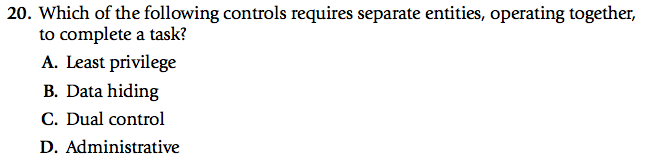 20. Which of the following controls requires separate entities, operating together,
to complete a task?
A. Least privilege
B. Data hiding
C. Dual control
D. Administrative